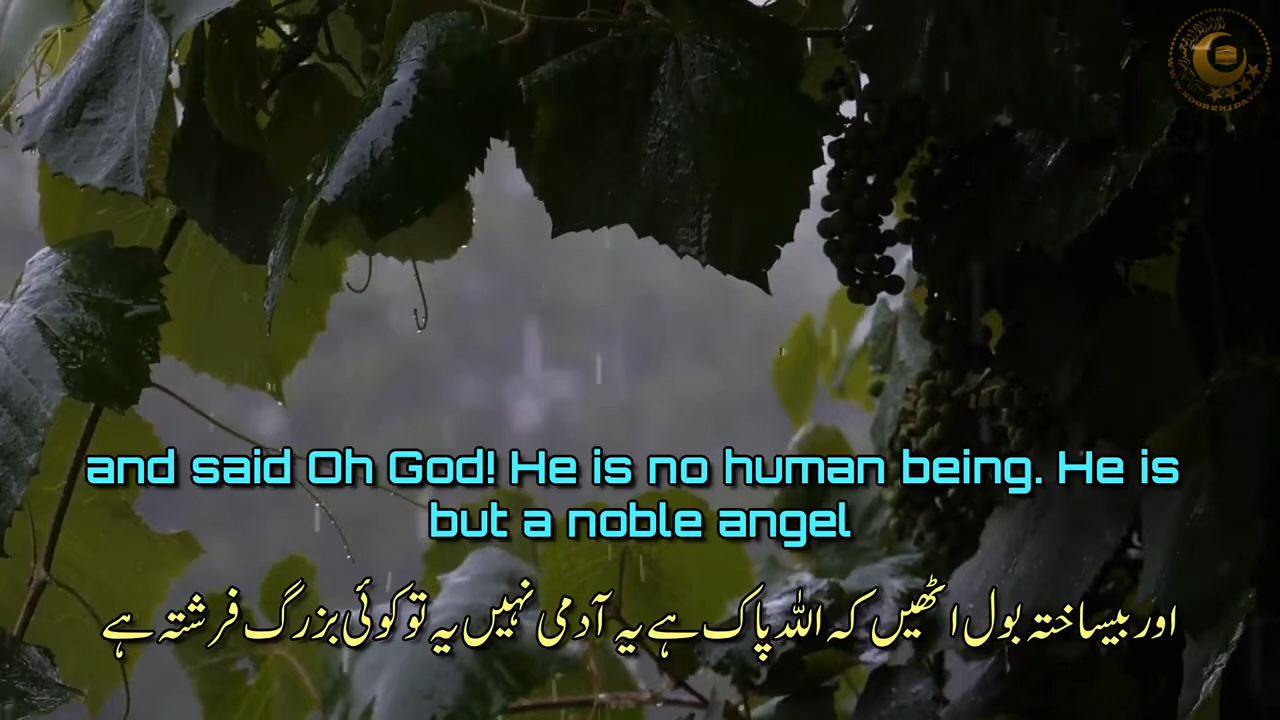 and said Oh God! He is no human being. He is
but a noble angel
اور بیساختہ بول اٹھیں کہ اللہ پاک ہے یہ آدمی نہیں یہ تو کوئی بزرگ فرشتہ ہے